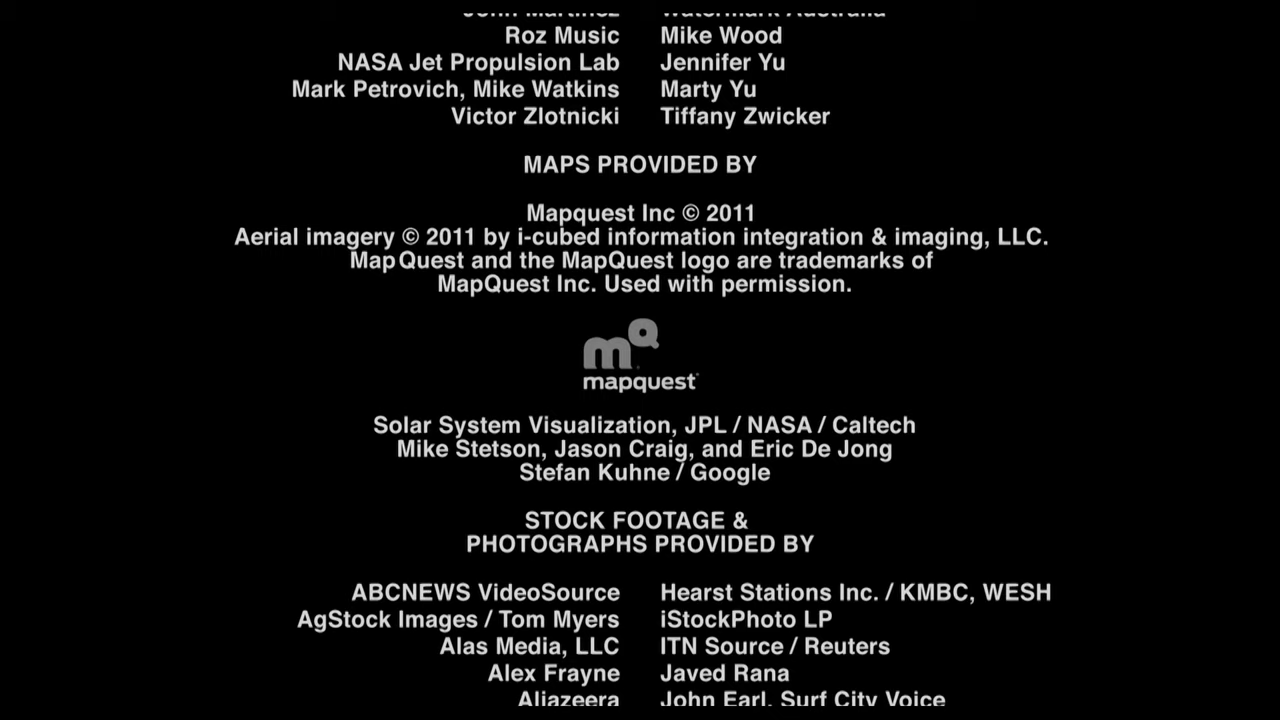 John Martinez Watermark Australia
Roz Music Mike Wood
NASA Jet Propulsion Lab Jennifer Yu
Mark Petrovich, Mike Watkins Marty Yu
Victor Zlotnicki Tiffany Zwicker
MAPS PROVIDED BY
Mapquest Inc © 2011
Aerial imagery © 2011 by i-cubed information integration & imaging, LLC.
MapQuest and the MapQuest logo are trademarks of
MapQuest Inc. Used with permission.
mQ
mapquest
Solar System Visualization, JPL / NASA / Caltech
Mike Stetson, Jason Craig, and Eric De Jong
Stefan Kuhne / Google
STOCK FOOTAGE &
PHOTOGRAPHS PROVIDED BY
ABCNEWS VideoSource Hearst Stations Inc. / KMBC, WESH
AgStock Images / Tom Myers iStockPhoto LP
Alas Media, LLC ITN Source / Reuters
Alex Frayne Javed Rana
Aljazeera John Earl, Surf City Voice